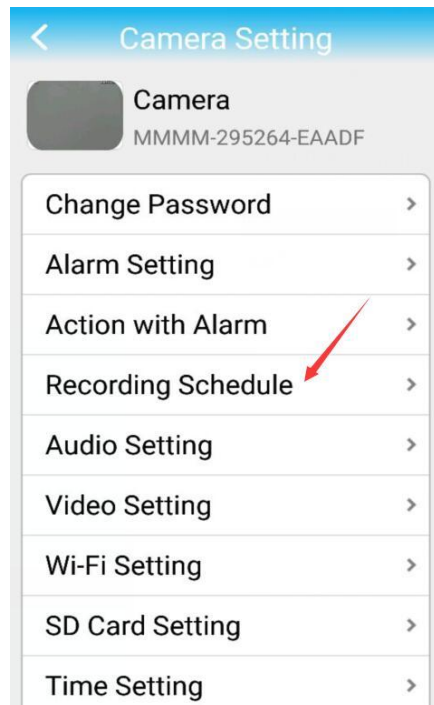 Camera Setting
Camera
MMMM-295264-EAADF
Change Password
Alarm Setting
Action with Alarm
Recording Schedule
Audio Setting
Video Setting
Wi-Fi Setting
SD Card Setting
Time Setting